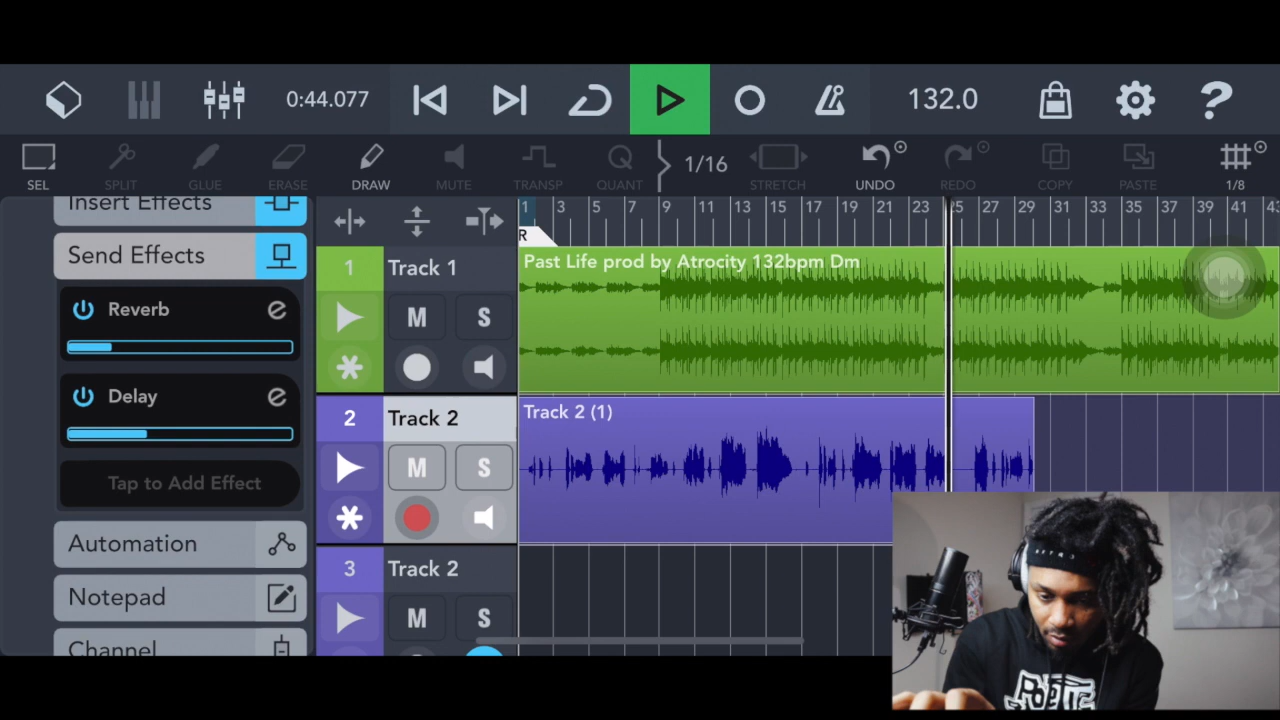 0:44.077
132.0
?
SEL
SPLIT
GLUE
ERASE
DRAW
MUTE
TRANSP
Q
QUANT
1/16
STRETCH
UNDO
REDO
COPY
PASTE
1/8
Insert Effects
Send Effects
Reverb
e
Delay
e
Tap to Add Effect
Automation
Notepad
Channel
1 3 5 7 9 11 13 15 17 19 21 23 25 27 29 31 33 35 37 39 41 43
R
1
Track 1
M S
Past Life prod by Atrocity 132bpm Dm
2
Track 2
M S
Track 2 (1)
3
Track 2
M S